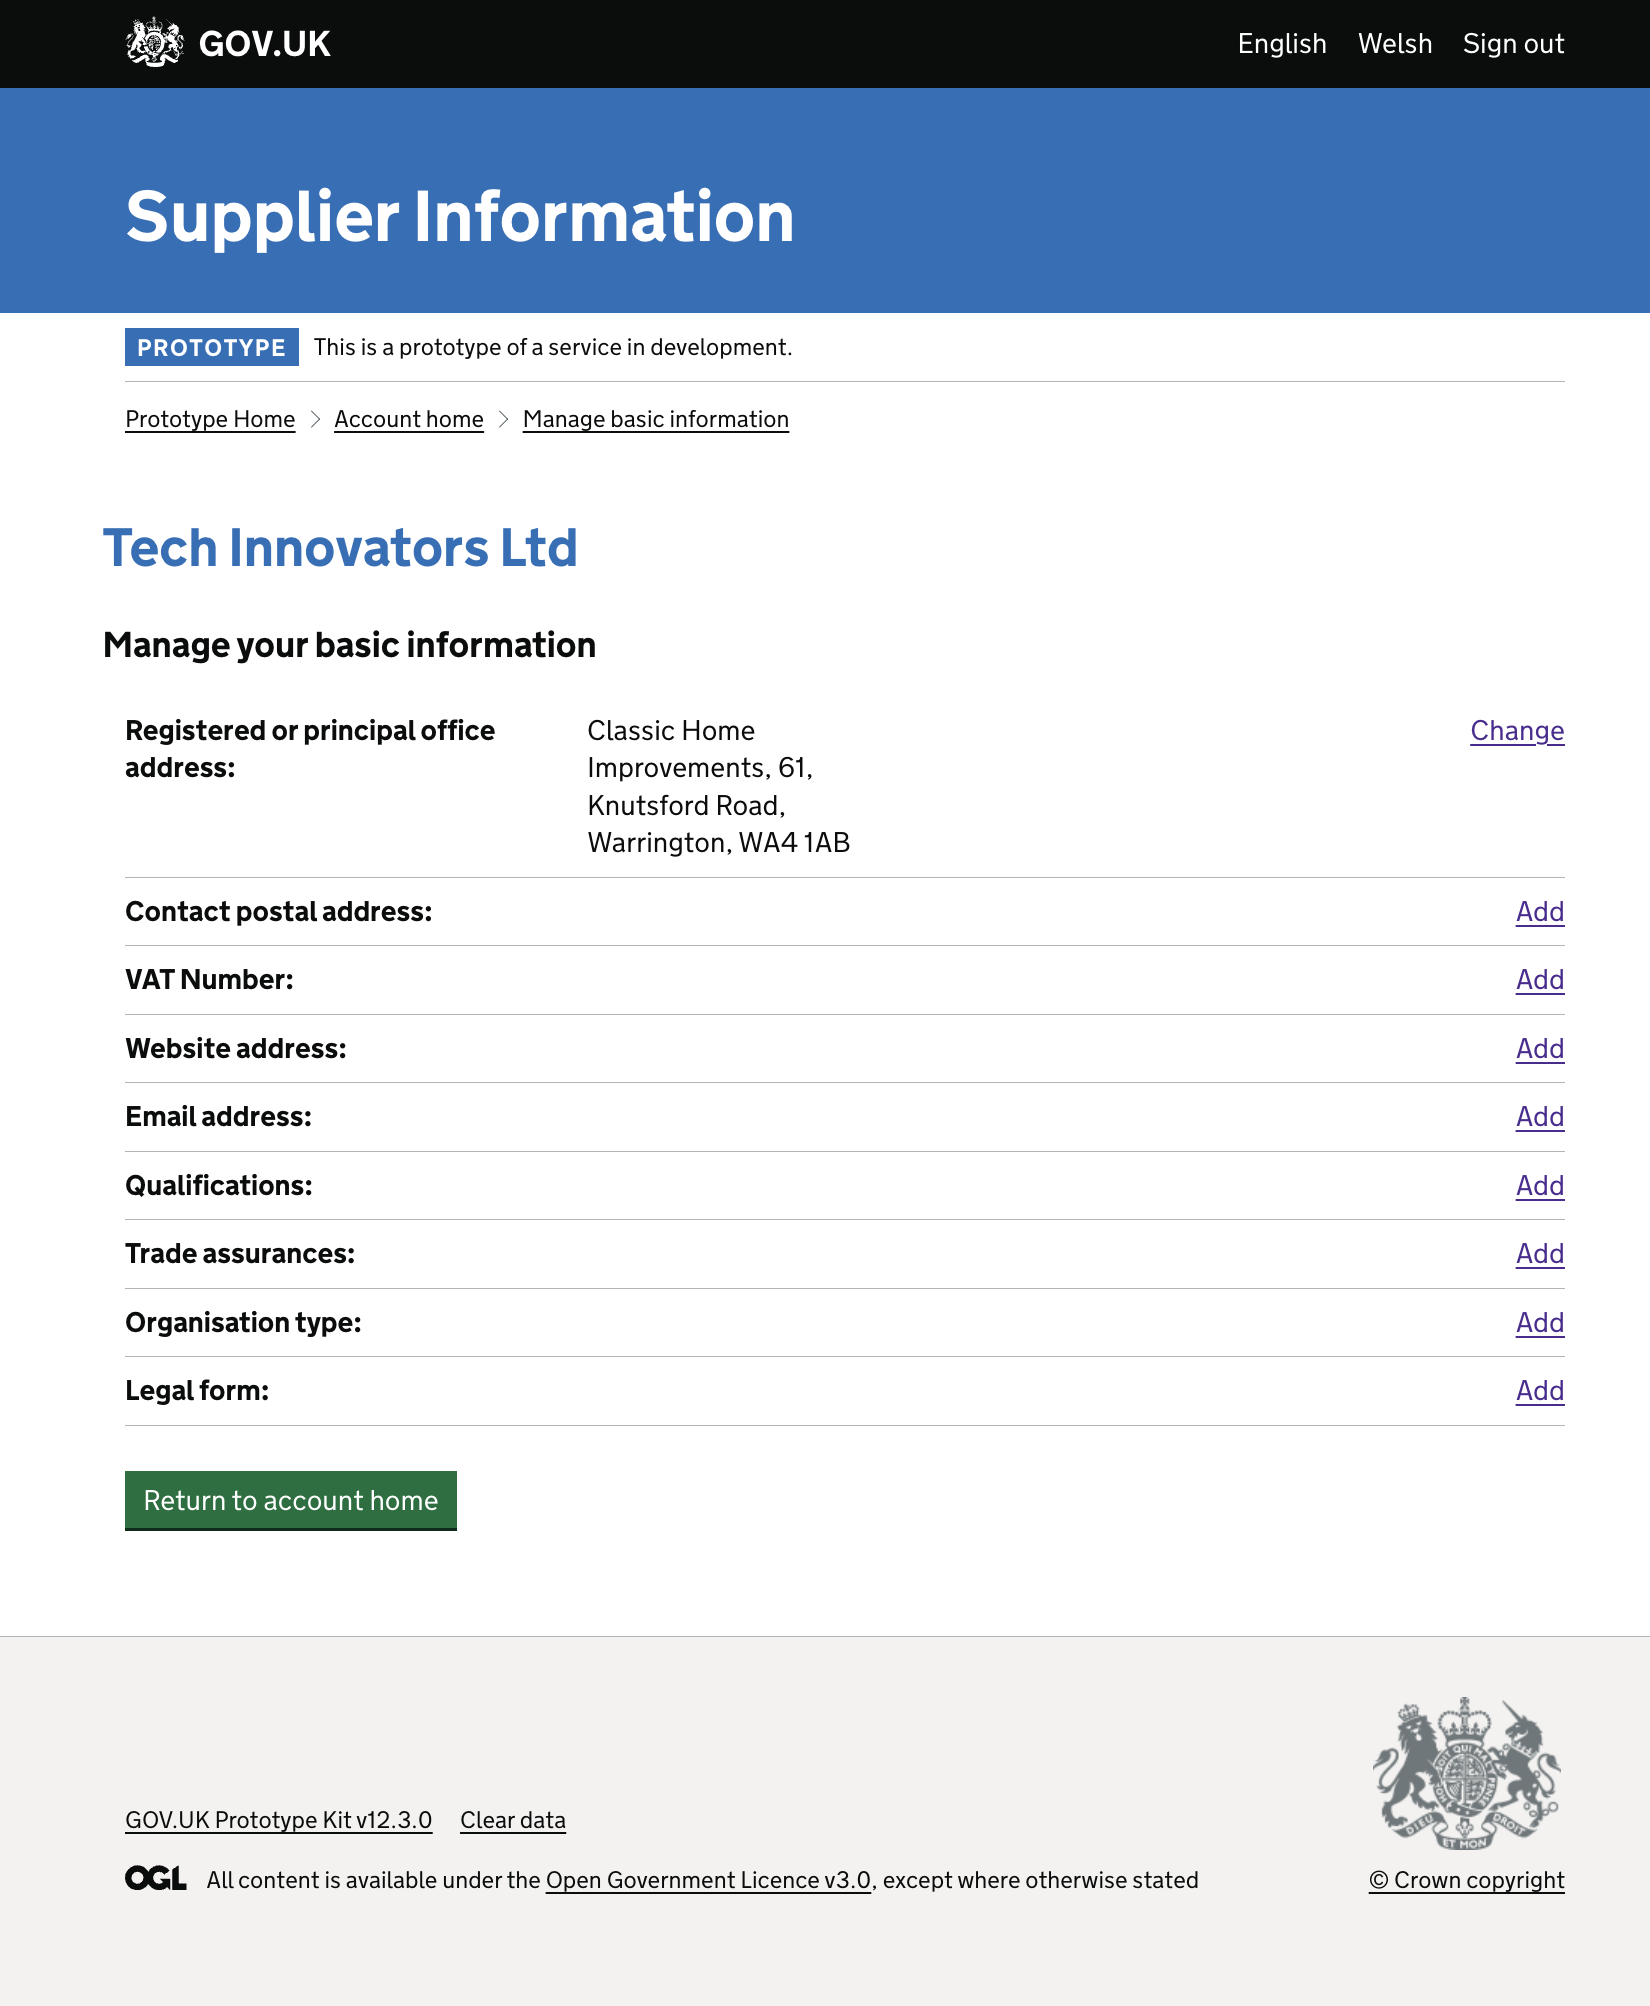 GOV.UK
English Welsh Sign out
Supplier Information
PROTOTYPE This is a prototype of a service in development.
Prototype Home Account home Manage basic information
Tech Innovators Ltd
Manage your basic information
Registered or principal office address:
Classic Home
Improvements, 61,
Knutsford Road,
Warrington, WA4 1AB
Change
Contact postal address: Add
VAT Number: Add
Website address: Add
Email address: Add
Qualifications: Add
Trade assurances: Add
Organisation type: Add
Legal form: Add
Return to account home
GOV.UK Prototype Kit v12.3.0 Clear data
OGL All content is available under the Open Government Licence v3.0, except where otherwise stated
DIEU ET MON DROIT
© Crown copyright